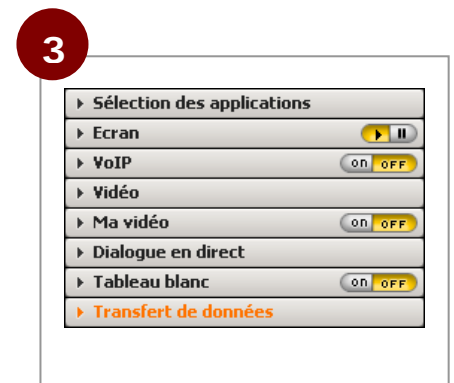 3
Sélection des applications
Ecran
VoIP on OFF
Vidéo
Ma vidéo on OFF
Dialogue en direct
Tableau blanc on OFF
Transfert de données